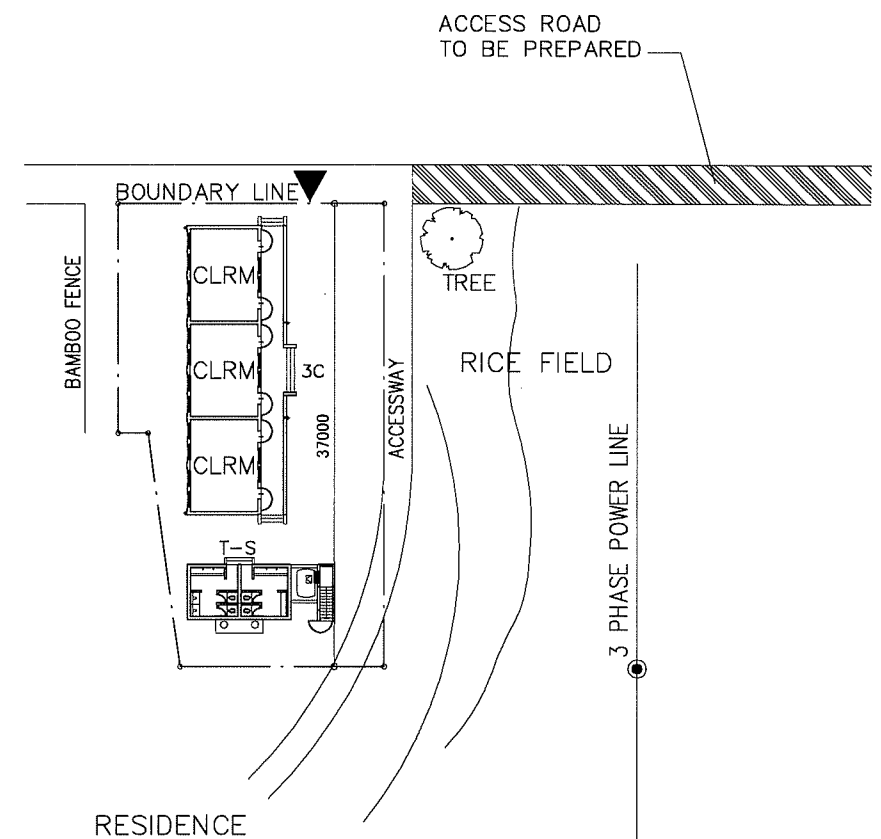 ACCESS ROAD
TO BE PREPARED
BOUNDARY LINE
BAMBOO FENCE
CLRM
TREE
CLRM
3C
RICE FIELD
37000
ACCESSWAY
CLRM
3 PHASE POWER LINE
T-S
RESIDENCE